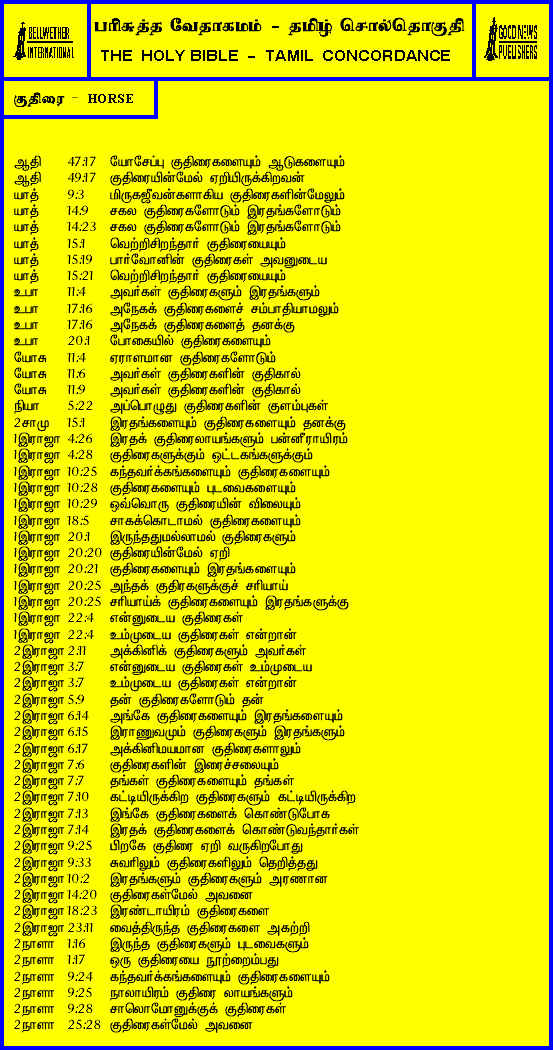 BELLWETHER
INTERNATIONAL
பரிசுத்த வேதாகமம் - தமிழ் சொல்தொகுதி
THE HOLY BIBLE - TAMIL CONCORDANCE
GOOD NEWS
PUBLISHERS
குதிரை - HORSE
ஆதி 47:17 யோசேப்பு குதிரைகளையும் ஆடுகளையும்
ஆதி 49:17 குதிரையின்மேல் ஏறியிருக்கிறவன்
யாத் 9:3 மிருகஜீவன்களாகிய குதிரைகளின்மேலும்
யாத் 14:9 சகல குதிரைகளோடும் இரதங்களோடும்
யாத் 14:23 சகல குதிரைகளோடும் இரதங்களோடும்
யாத் 15:1 வெற்றிசிறந்தார் குதிரையையும்
யாத் 15:19 பார்வோனின் குதிரைகள் அவனுடைய
யாத் 15:21 வெற்றிசிறந்தார் குதிரையையும்
உபா 11:4 அவர்கள் குதிரைகளும் இரதங்களும்
உபா 17:16 அநேகக் குதிரைகளைச் சம்பாதியாமலும்
உபா 17:16 அநேகக் குதிரைகளைத் தனக்கு
உபா 20:1 போகையில் குதிரைகளையும்
யோசு 11:4 ஏராளமான குதிரைகளோடும்
யோசு 11:6 அவர்கள் குதிரைகளின் குதிகால்
யோசு 11:9 அவர்கள் குதிரைகளின் குதிகால்
நியா 5:22 அப்பொழுது குதிரைகளின் குளம்புகள்
2சாமு 15:1 இரதங்களையும் குதிரைகளையும் தனக்கு
1இராஜா 4:26 இரதக் குதிரைலாயங்களும் பன்னீராயிரம்
1இராஜா 4:28 குதிரைகளுக்கும் ஒட்டகங்களுக்கும்
1இராஜா 10:25 கந்தவர்க்கங்களையும் குதிரைகளையும்
1இராஜா 10:28 குதிரைகளையும் புடவைகளையும்
1இராஜா 10:29 ஒவ்வொரு குதிரையின் விலையும்
1இராஜா 18:5 சாகக்கொடாமல் குதிரைகளையும்
1இராஜா 20:1 இருந்ததுமல்லாமல் குதிரைகளும்
1இராஜா 20:20 குதிரையின்மேல் ஏறி
1இராஜா 20:21 குதிரைகளையும் இரதங்களையும்
1இராஜா 20:25 அந்தக் குதிரகளுக்குச் சரியாய்
1இராஜா 20:25 சரியாய்க் குதிரைகளையும் இரதங்களுக்கு
1இராஜா 22:4 என்னுடைய குதிரைகள்
1இராஜா 22:4 உம்முடைய குதிரைகள் என்றான்
2இராஜா 2:11 அக்கினிக் குதிரைகளும் அவர்கள்
2இராஜா 3:7 என்னுடைய குதிரைகள் உம்முடைய
2இராஜா 3:7 உம்முடைய குதிரைகள் என்றான்
2இராஜா 5:9 தன் குதிரைகளோடும் தன்
2இராஜா 6:14 அங்கே குதிரைகளையும் இரதங்களையும்
2இராஜா 6:15 இராணுவமும் குதிரைகளும் இரதங்களும்
2இராஜா 6:17 அக்கினிமயமான குதிரைகளாலும்
2இராஜா 7:6 குதிரைகளின் இரைச்சலையும்
2இராஜா 7:7 தங்கள் குதிரைகளையும் தங்கள்
2இராஜா 7:10 கட்டியிருக்கிற குதிரைகளும் கட்டியிருக்கிற
2இராஜா 7:13 இங்கே குதிரைகளைக் கொண்டுபோக
2இராஜா 7:14 இரதக் குதிரைகளைக் கொண்டுவந்தார்கள்
2இராஜா 9:25 பிறகே குதிரை ஏறி வருகிறபோது
2இராஜா 9:33 சுவரிலும் குதிரைகளிலும் தெறித்தது
2இராஜா 10:2 இரதங்களும் குதிரைகளும் அரணான
2இராஜா 14:20 குதிரைகள்மேல் அவனை
2இராஜா 18:23 இரண்டாயிரம் குதிரைகளை
2இராஜா 23:11 வைத்திருந்த குதிரைகளை அகற்றி
2நாளா 1:16 இருந்த குதிரைகளும் புடவைகளும்
2நாளா 1:17 ஒரு குதிரையை நூற்றைம்பது
2நாளா 9:24 கந்தவர்க்கங்களையும் குதிரைகளையும்
2நாளா 9:25 நாலாயிரம் குதிரை லாயங்களும்
2நாளா 9:28 சாலொமோனுக்குக் குதிரைகள்
2நாளா 25:28 குதிரைகள்மேல் அவனை